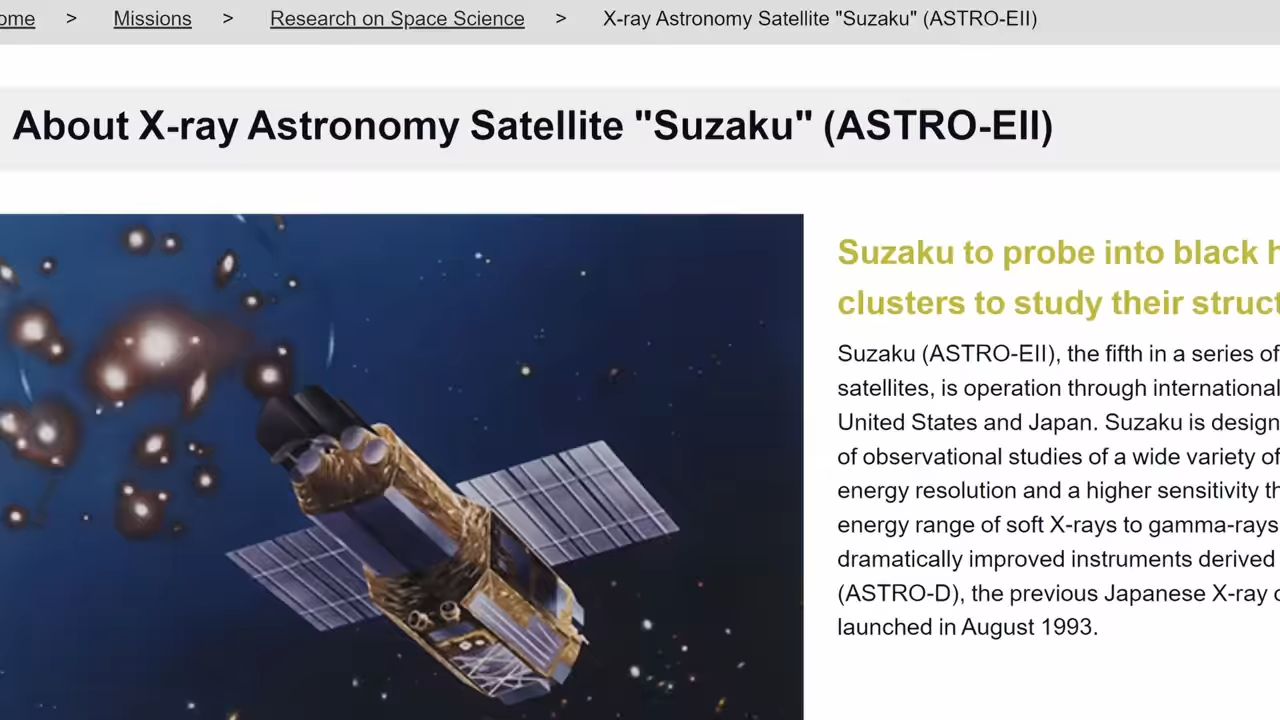 ome > Missions > Research on Space Science > X-ray Astronomy Satellite "Suzaku" (ASTRO-EII)
About X-ray Astronomy Satellite "Suzaku" (ASTRO-EII)
Suzaku to probe into black h
clusters to study their struct
Suzaku (ASTRO-EII), the fifth in a series of
satellites, is operation through international
United States and Japan. Suzaku is design
of observational studies of a wide variety of
energy resolution and a higher sensitivity th
energy range of soft X-rays to gamma-rays
dramatically improved instruments derived
(ASTRO-D), the previous Japanese X-ray
launched in August 1993.